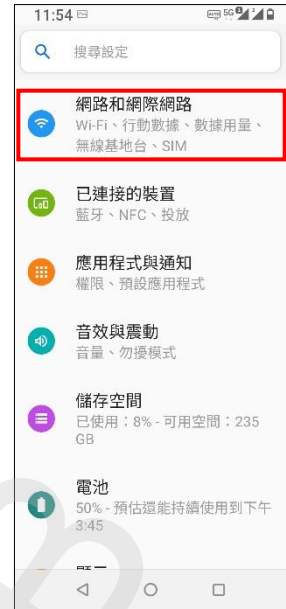 11:54
5G
搜尋設定
網路和網際網路
Wi-Fi、行動數據、數據用量、
無線基地台、SIM
已連接的裝置
藍牙、NFC、投放
應用程式與通知
權限、預設應用程式
音效與震動
音量、勿擾模式
儲存空間
已使用：8% - 可用空間：235
GB
電池
50% - 預估還能持續使用到下午
3:45